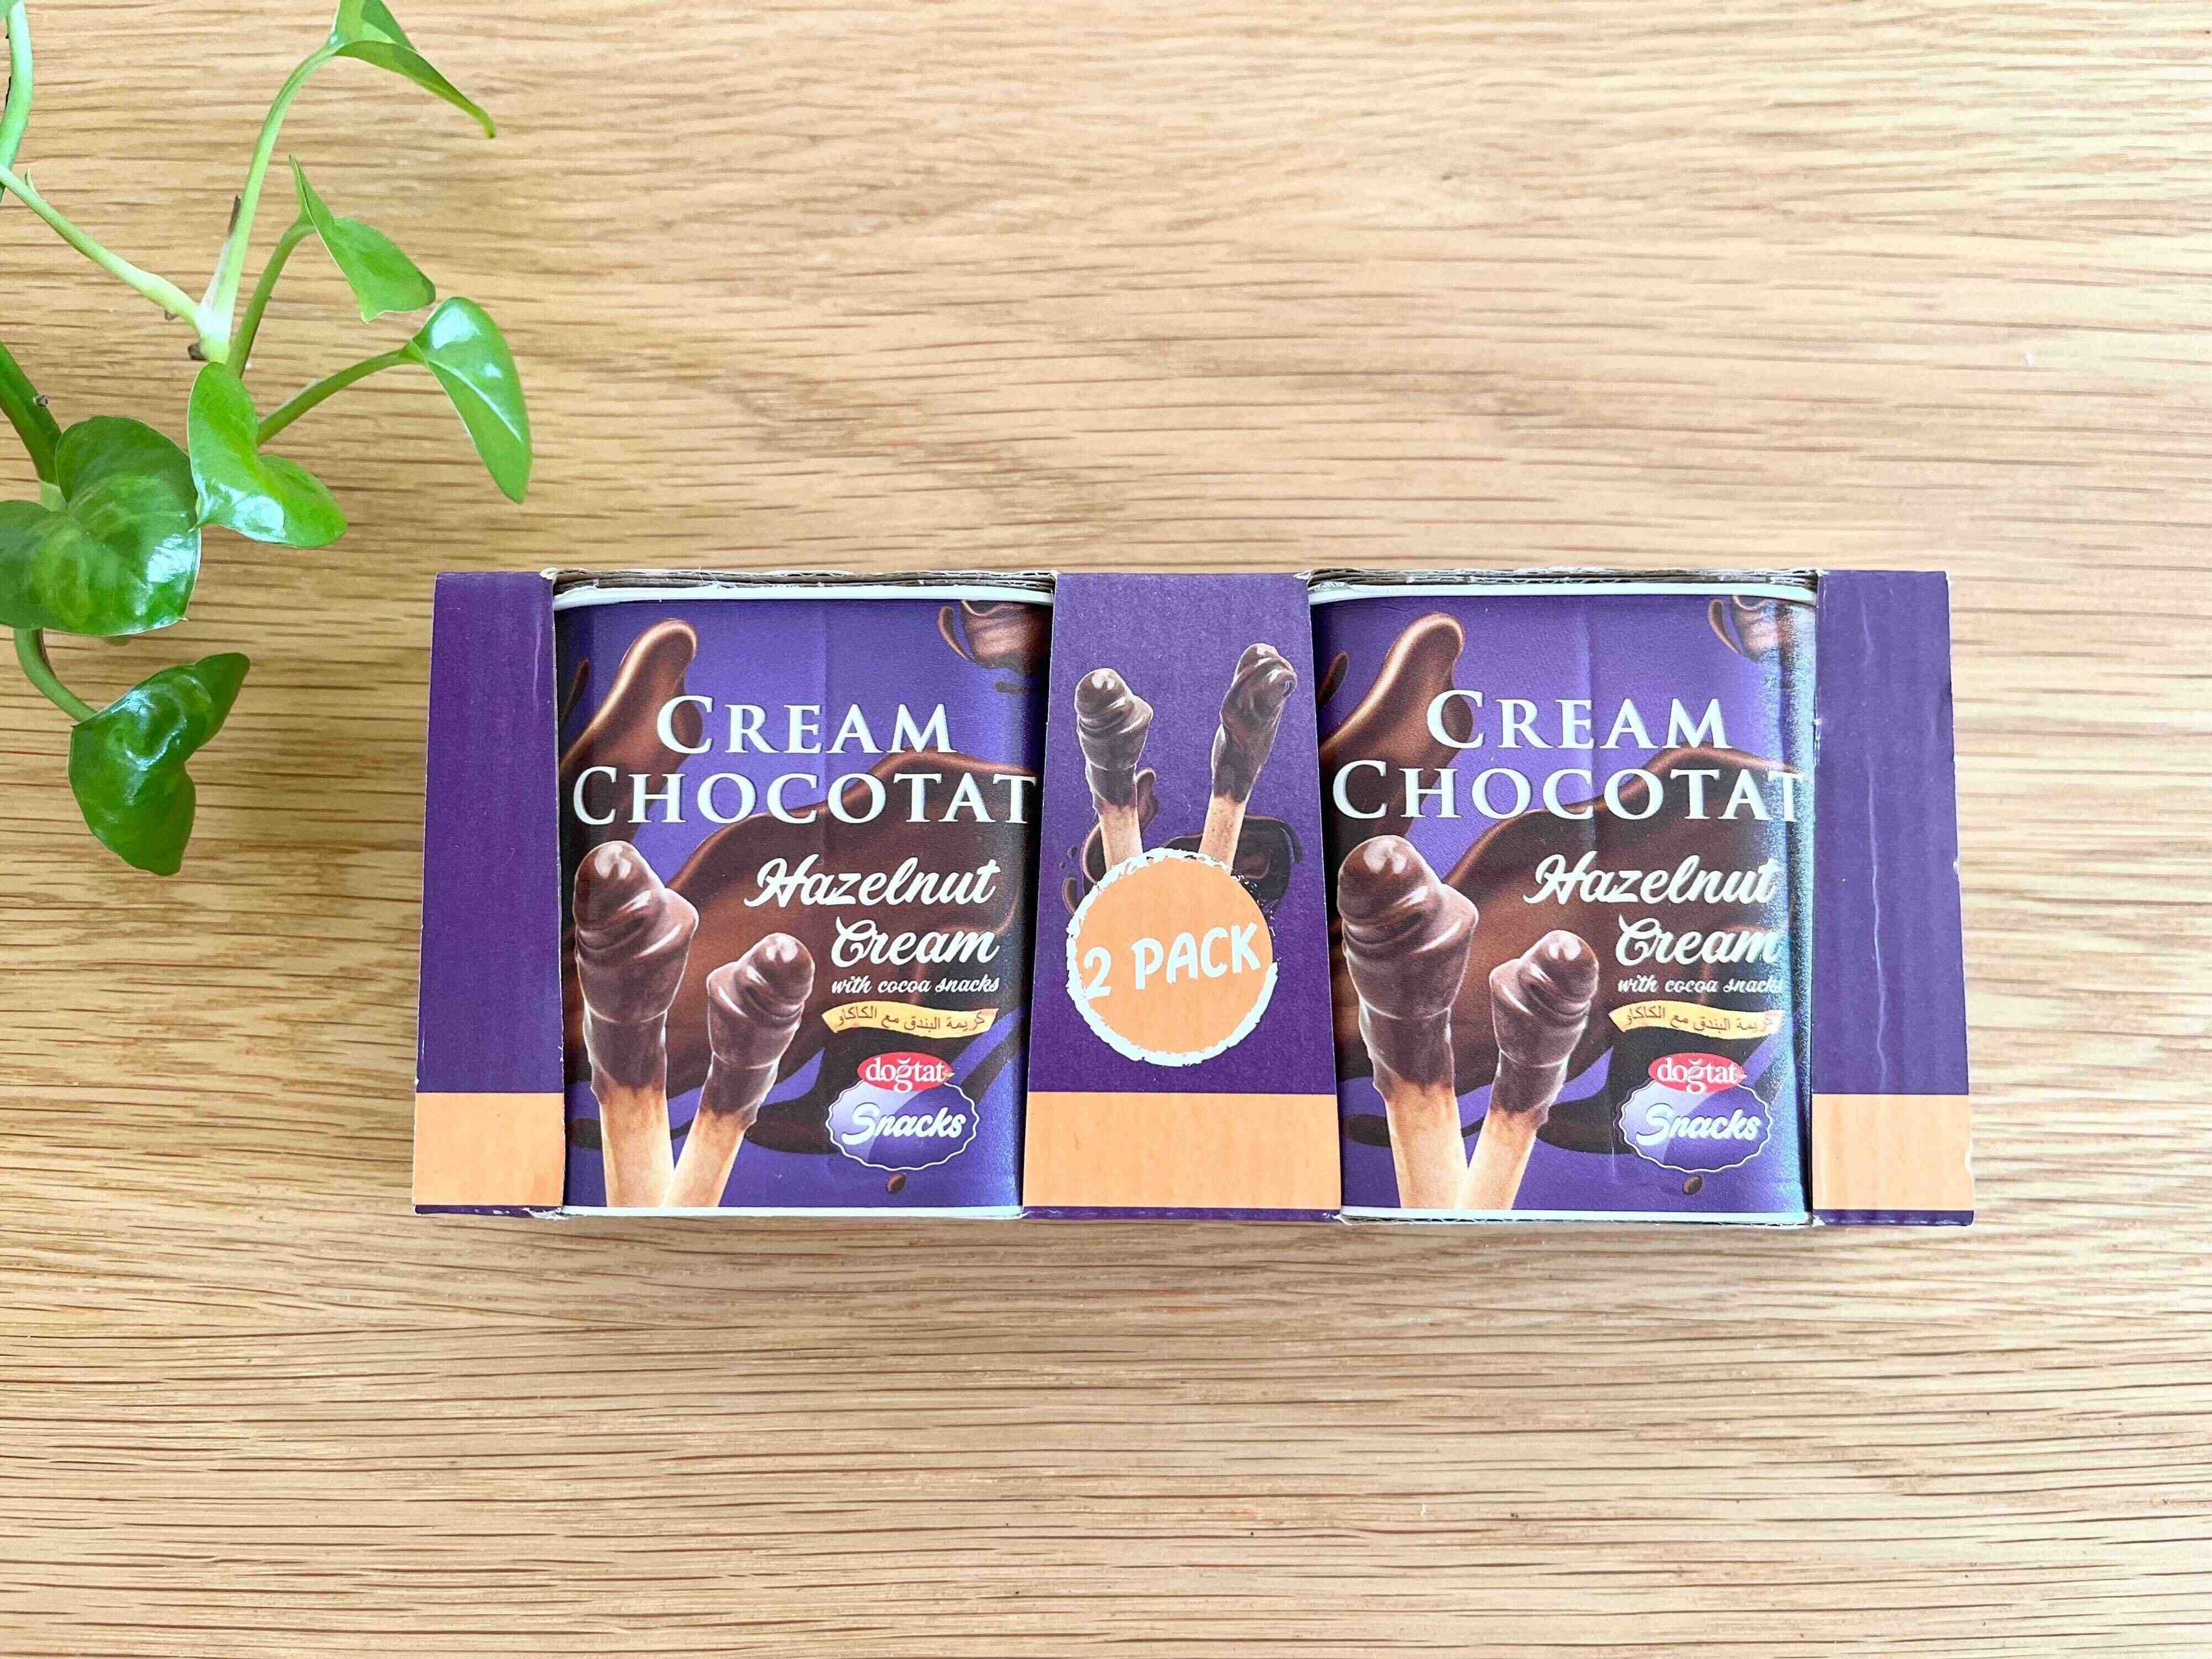 CREAM
CHOCOTAT
Hazelnut
Cream
with cocoa snacks
كريمة البندق مع الكاكاو
doğtat
Snacks
2 PACK
CREAM
CHOCOTAT
Hazelnut
Cream
with cocoa snacks
كريمة البندق مع الكاكاو
doğtat
Snacks